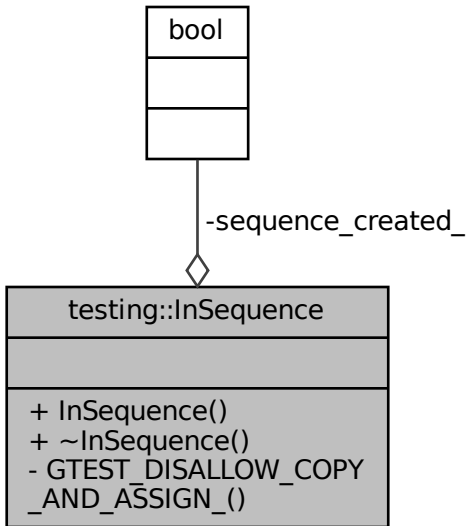 bool
-sequence_created_
testing::InSequence
+ InSequence()
+ ~InSequence()
- GTEST_DISALLOW_COPY
_AND_ASSIGN_()